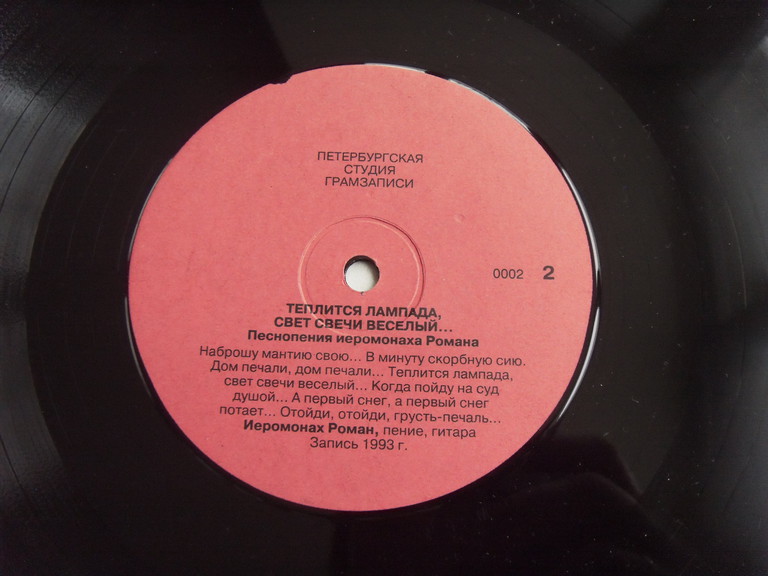 ПЕТЕРБУРГСКАЯ
СТУДИЯ
ГРАМЗАПИСИ
0002 2
ТЕПЛИТСЯ ЛАМПАДА,
СВЕТ СВЕЧИ ВЕСЕЛЫЙ...
Песнопения иеромонаха Романа
Наброшу мантию свою... В минуту скорбную сию.
Дом печали, дом печали... Теплится лампада,
свет свечи веселый... Когда пойду на суд
душой... А первый снег, а первый снег
потает... Отойди, отойди, грусть-печаль...
Иеромонах Роман, пение, гитара
Запись 1993 г.